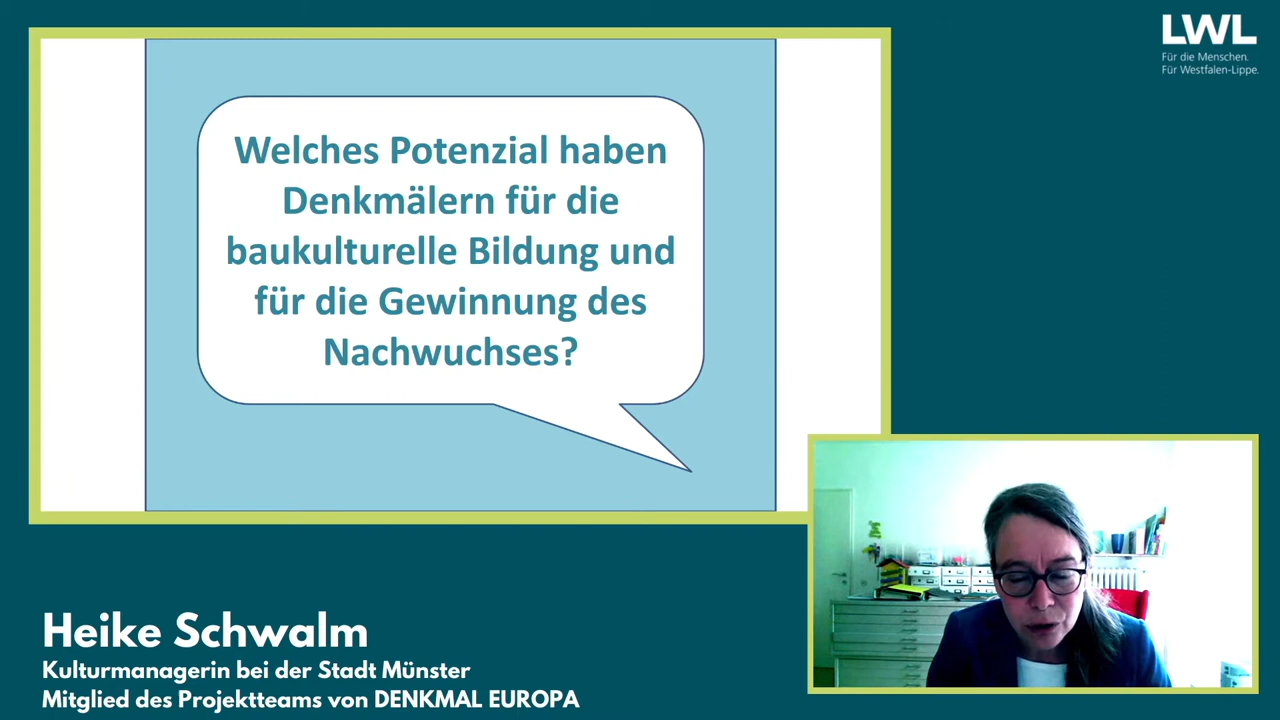 LWL
Für die Menschen.
Für Westfalen-Lippe.
Welches Potenzial haben
Denkmälern für die
baukulturelle Bildung und
für die Gewinnung des
Nachwuchses?
Heike Schwalm
Kulturmanagerin bei der Stadt Münster
Mitglied des Projektteams von DENKMAL EUROPA